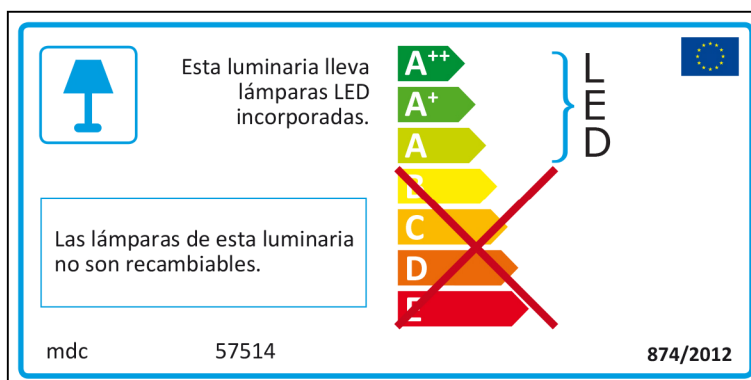 Esta luminaria lleva
lámparas LED
incorporadas.
A++
A+
A
B
C
D
E
L
E
D
Las lámparas de esta luminaria
no son recambiables.
mdc 57514
874/2012